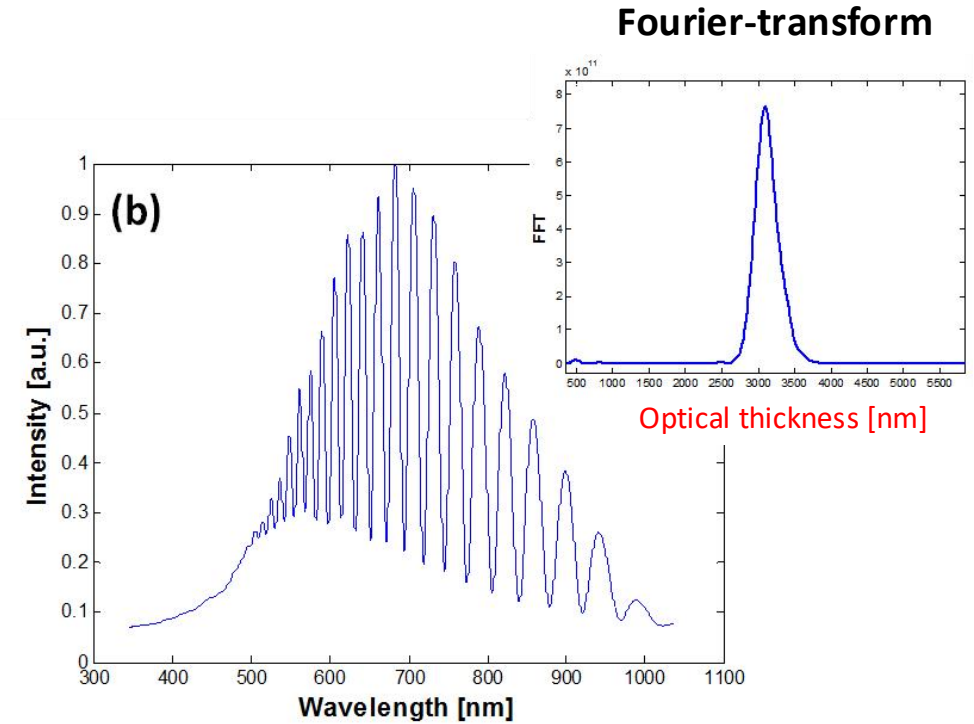 Fourier-transform
x 10^11
8
7
6
5
4
3
2
1
0
FFT
500 1000 1500 2000 2500 3000 3500 4000 4500 5000 5500
Optical thickness [nm]
(b)
1
0.9
0.8
0.7
0.6
0.5
0.4
0.3
0.2
0.1
0
Intensity [a.u.]
300 400 500 600 700 800 900 1000 1100
Wavelength [nm]